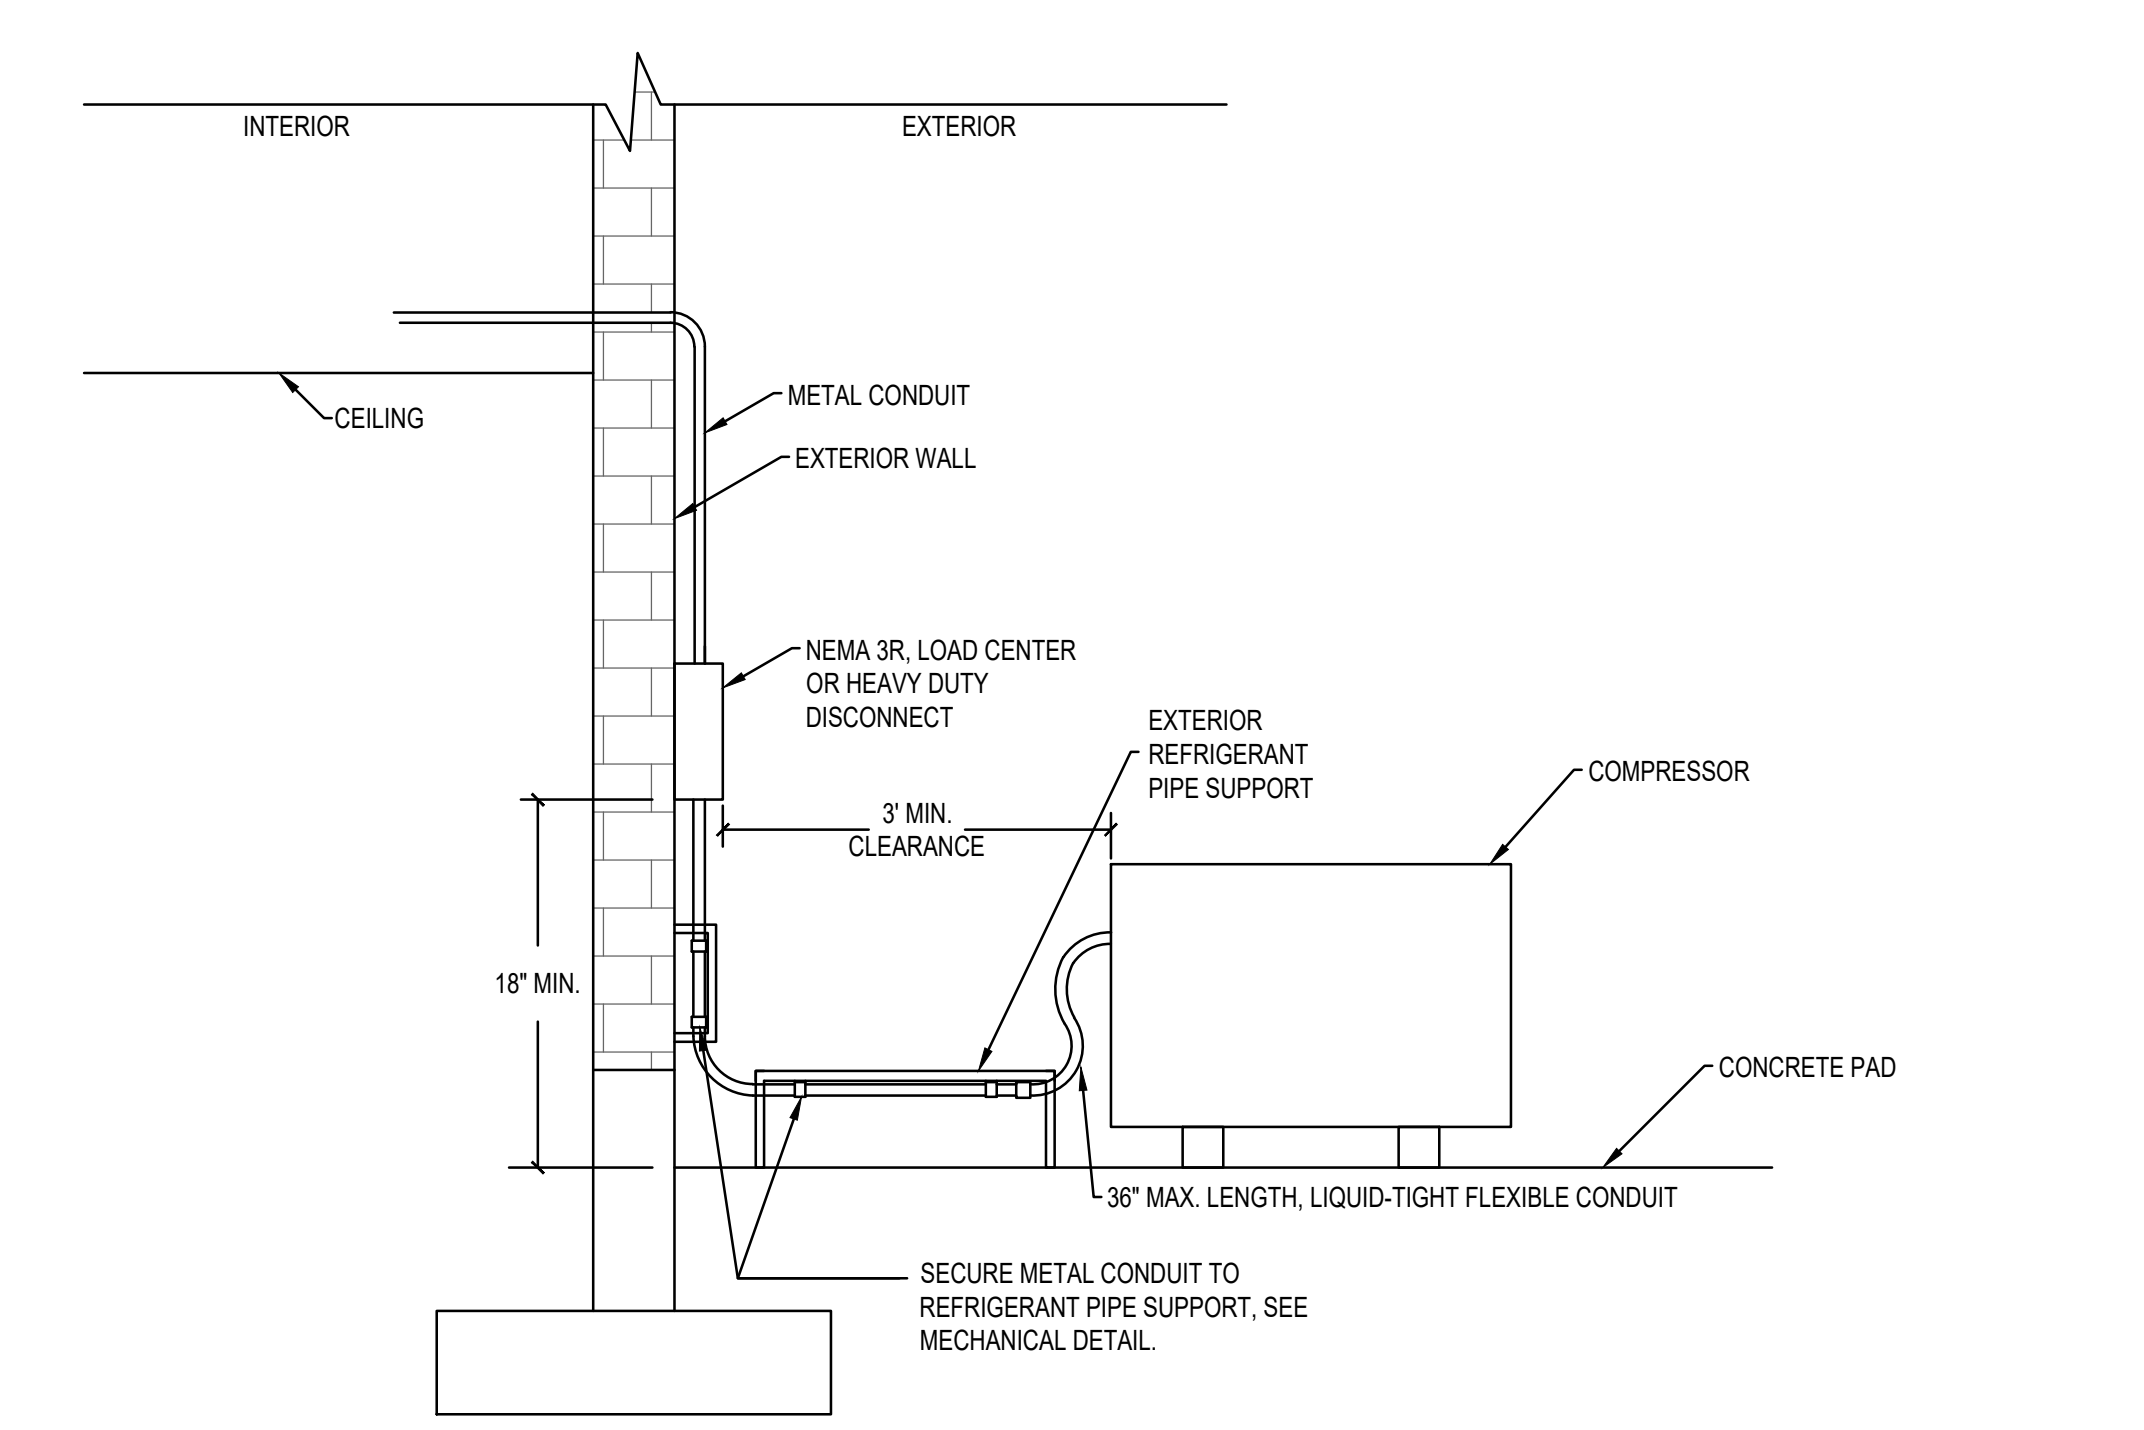 INTERIOR
EXTERIOR
METAL CONDUIT
CEILING
EXTERIOR WALL
NEMA 3R, LOAD CENTER
OR HEAVY DUTY
DISCONNECT
EXTERIOR
REFRIGERANT
PIPE SUPPORT
COMPRESSOR
3' MIN.
CLEARANCE
18" MIN.
CONCRETE PAD
36" MAX. LENGTH, LIQUID-TIGHT FLEXIBLE CONDUIT
SECURE METAL CONDUIT TO
REFRIGERANT PIPE SUPPORT, SEE
MECHANICAL DETAIL.